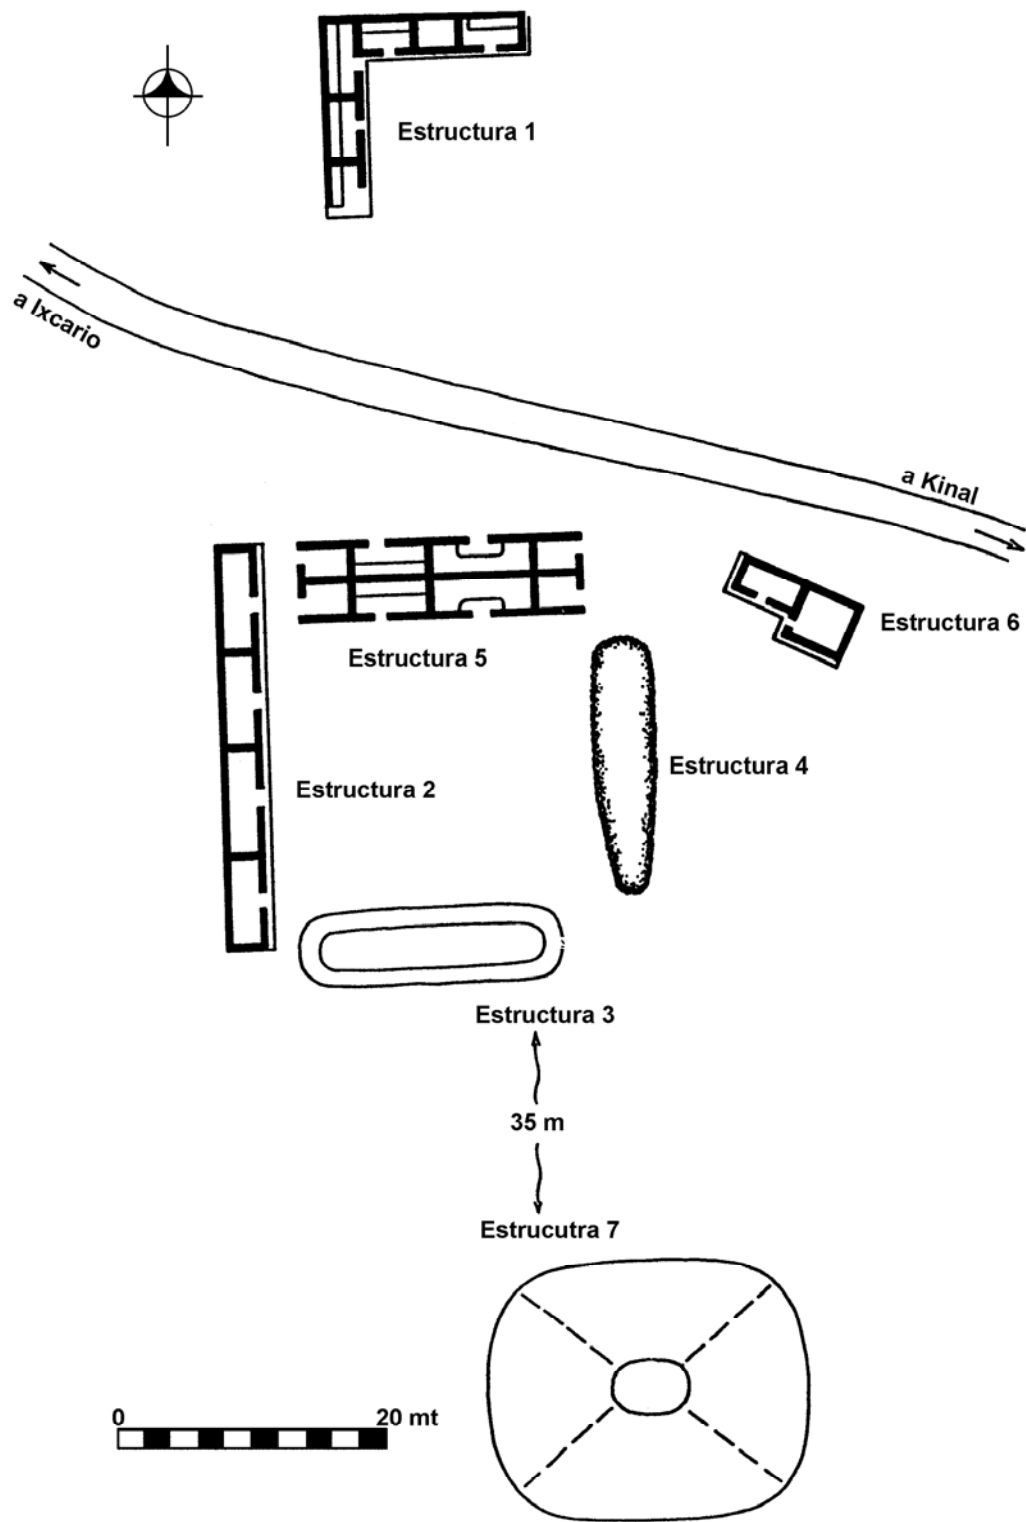 Estructura 1
a Ixcario
a Kinal
Estructura 6
Estructura 5
Estructura 4
Estructura 2
Estructura 3
35 m
Estrucutra 7
0 20 mt